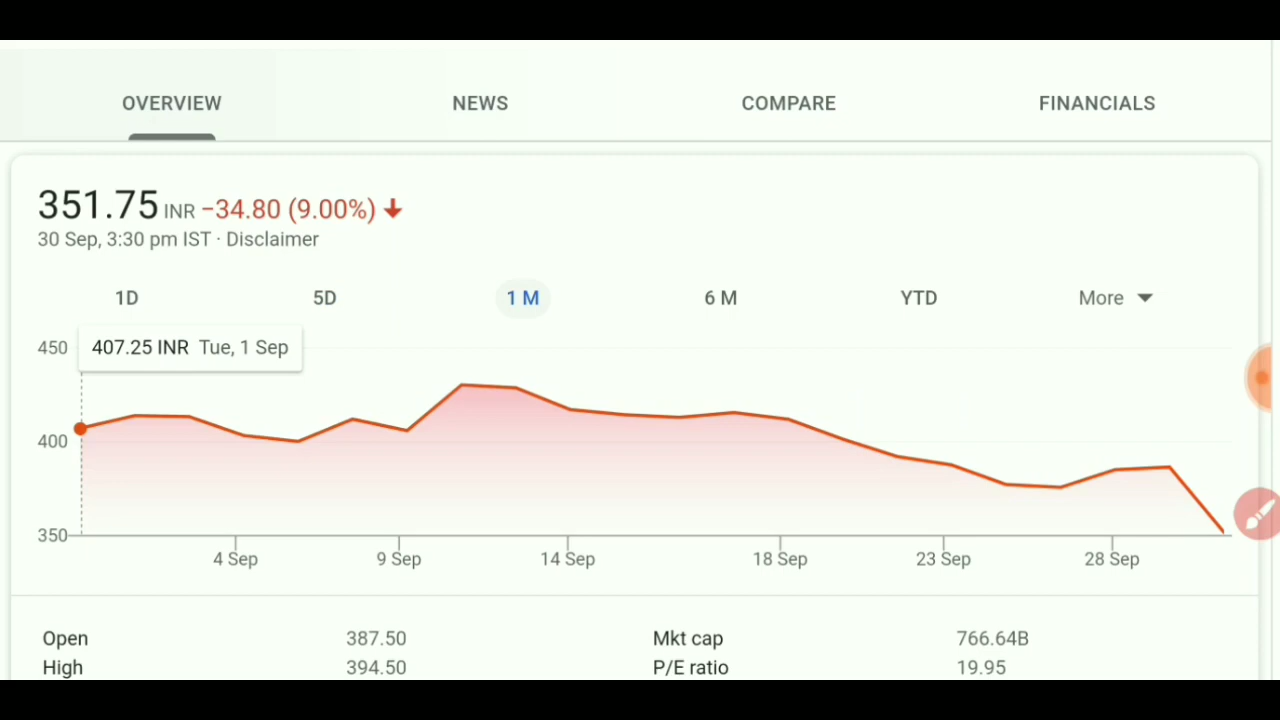 OVERVIEW NEWS COMPARE FINANCIALS
351.75 INR −34.80 (9.00%)
30 Sep, 3:30 pm IST · Disclaimer
1D 5D 1 M 6 M YTD More
407.25 INR Tue, 1 Sep
450
400
350
4 Sep 9 Sep 14 Sep 18 Sep 23 Sep 28 Sep
Open 387.50 Mkt cap 766.64B
High 394.50 P/E ratio 19.95